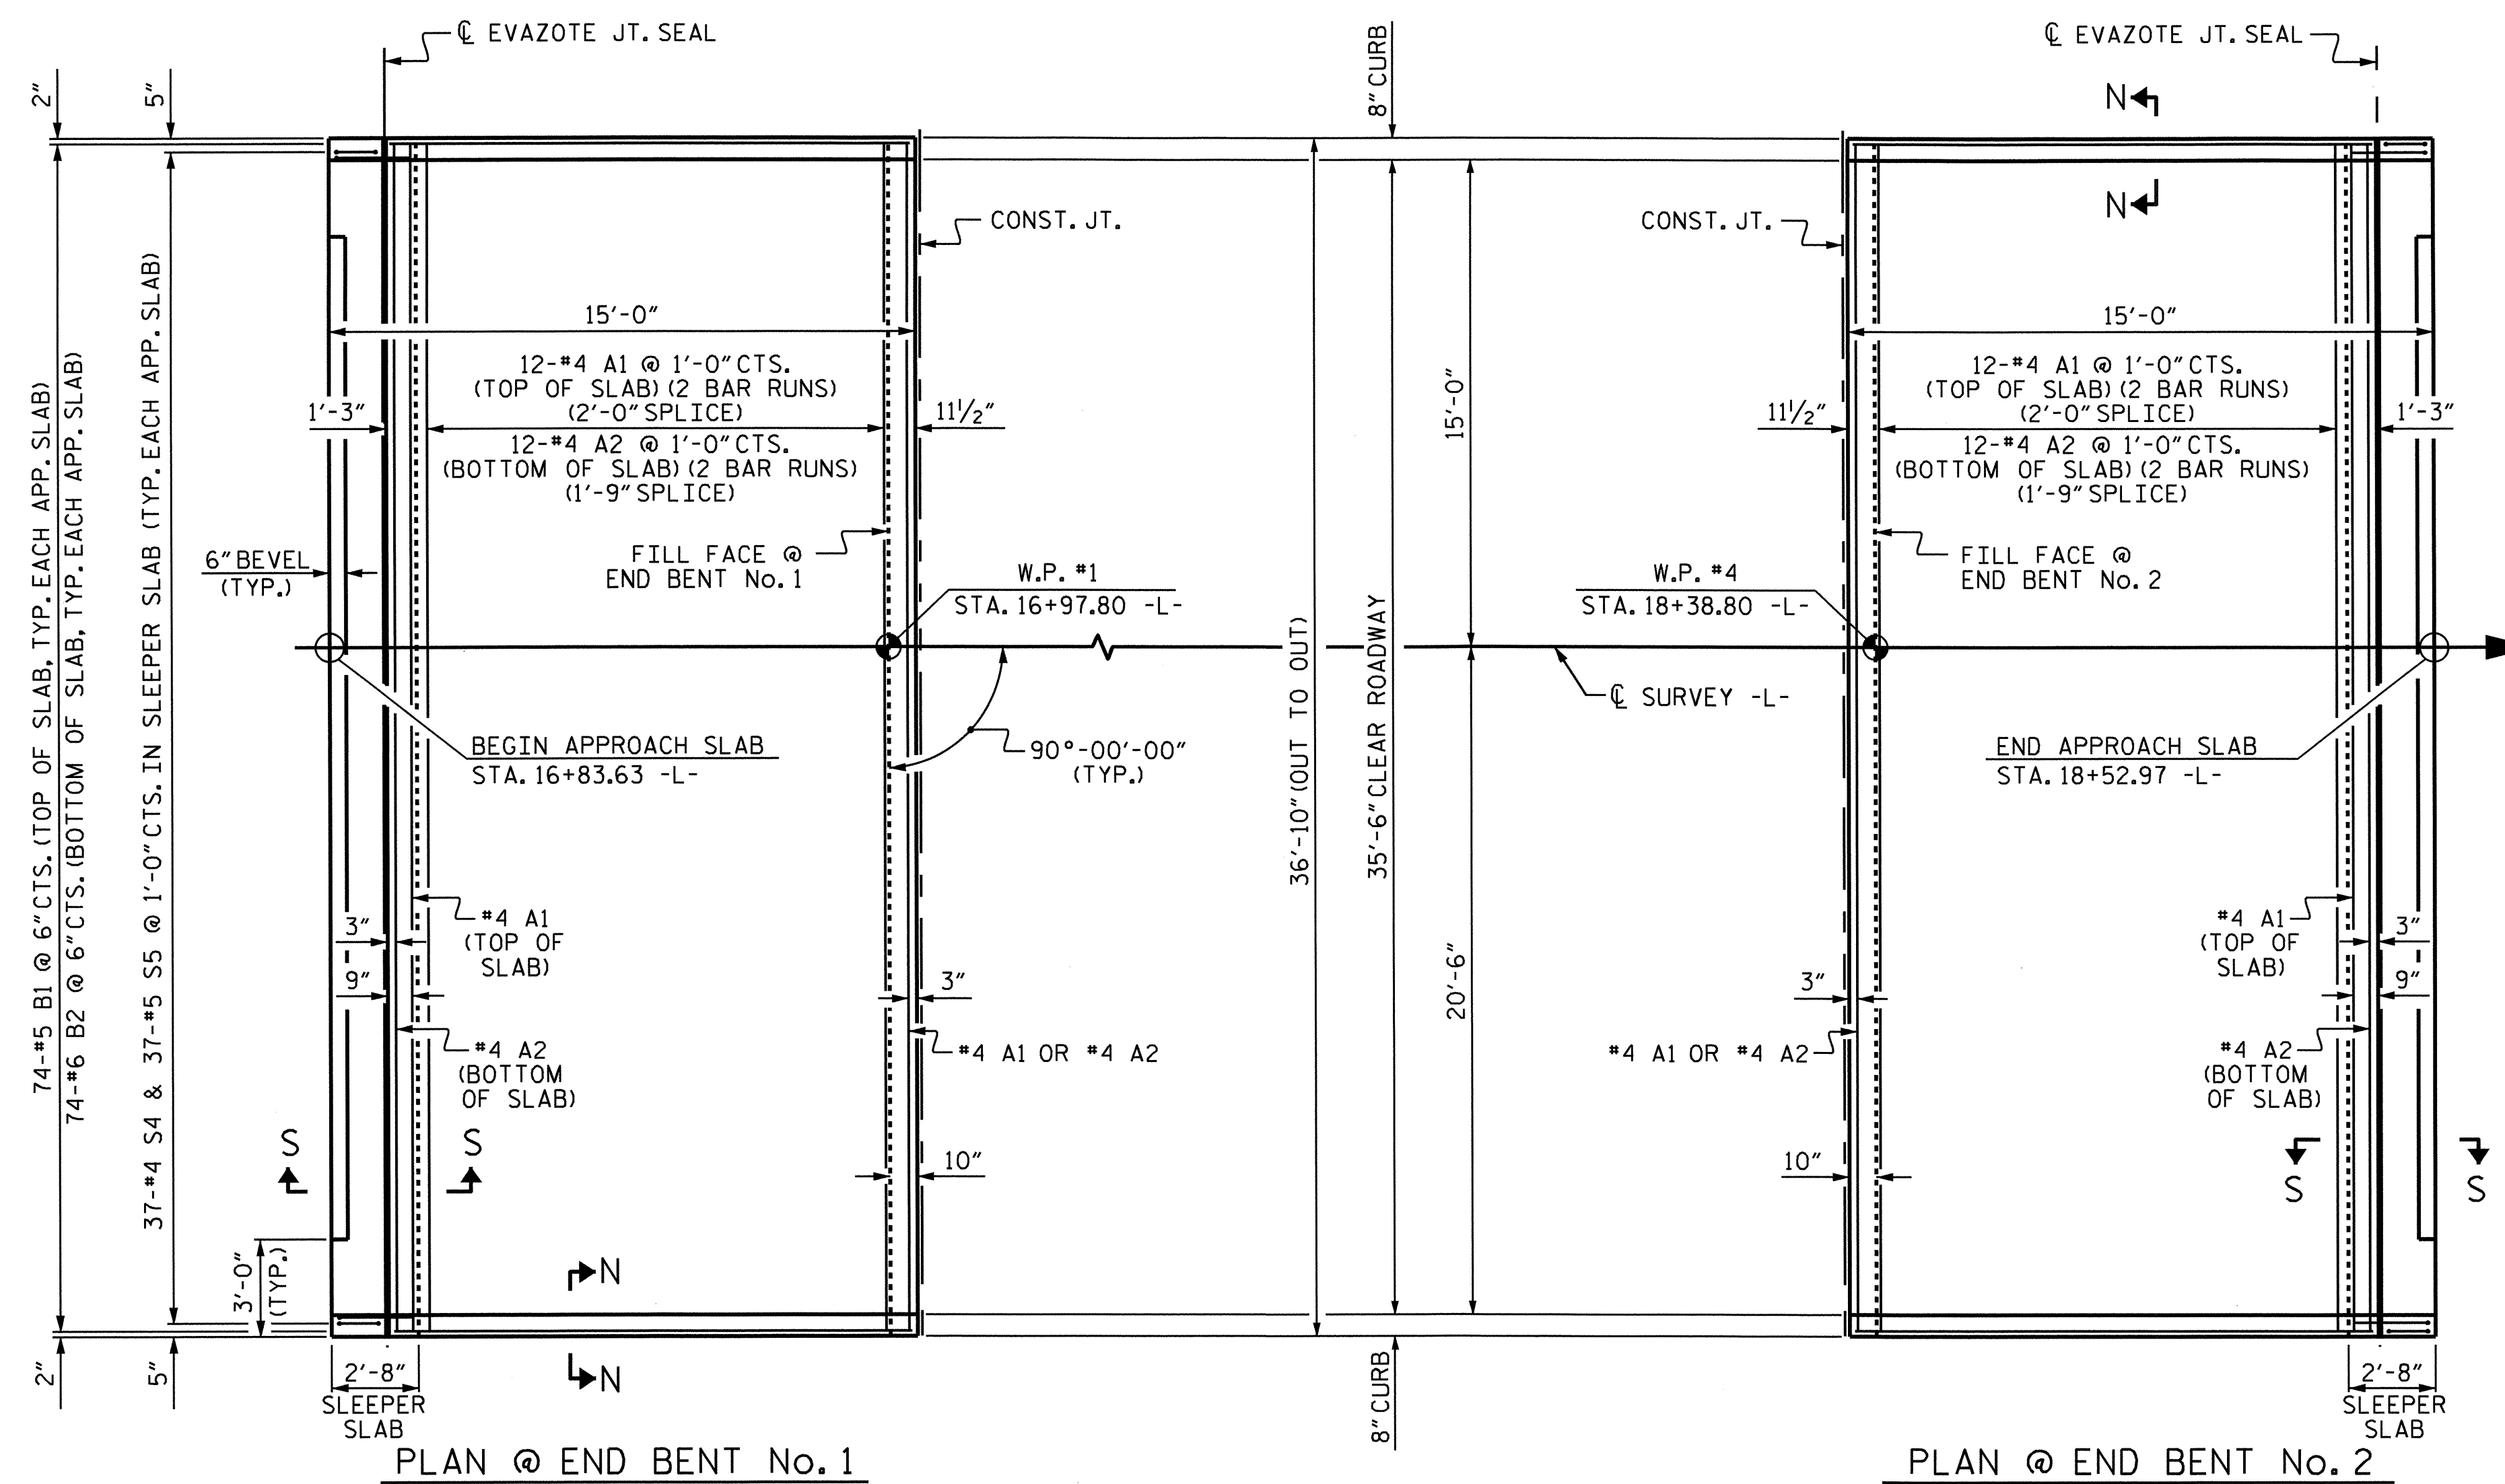 ℄ EVAZOTE JT. SEAL
2"
5"
74-#5 B1 @ 6" CTS. (TOP OF SLAB, TYP. EACH APP. SLAB)
74-#6 B2 @ 6" CTS. (BOTTOM OF SLAB, TYP. EACH APP. SLAB)
37-#4 S4 & 37-#5 S5 @ 1'-0" CTS. IN SLEEPER SLAB (TYP. EACH APP. SLAB)
15'-0"
12-#4 A1 @ 1'-0" CTS.
(TOP OF SLAB) (2 BAR RUNS)
(2'-0" SPLICE)
12-#4 A2 @ 1'-0" CTS.
(BOTTOM OF SLAB) (2 BAR RUNS)
(1'-9" SPLICE)
1'-3"
11½"
CONST. JT.
6" BEVEL
(TYP.)
FILL FACE @
END BENT No. 1
W.P. #1
STA. 16+97.80 -L-
BEGIN APPROACH SLAB
STA. 16+83.63 -L-
90°-00'-00"
(TYP.)
3"
9"
#4 A1
(TOP OF
SLAB)
#4 A2
(BOTTOM
OF SLAB)
3"
#4 A1 OR #4 A2
10"
S
S
3'-0"
(TYP.)
N
N
2"
5"
2'-8"
SLEEPER
SLAB
PLAN @ END BENT No. 1
8" CURB
36'-10" (OUT TO OUT)
35'-6" CLEAR ROADWAY
15'-0"
20'-6"
8" CURB
℄ SURVEY -L-
℄ EVAZOTE JT. SEAL
N
N
CONST. JT.
15'-0"
12-#4 A1 @ 1'-0" CTS.
(TOP OF SLAB) (2 BAR RUNS)
(2'-0" SPLICE)
12-#4 A2 @ 1'-0" CTS.
(BOTTOM OF SLAB) (2 BAR RUNS)
(1'-9" SPLICE)
11½"
1'-3"
FILL FACE @
END BENT No. 2
W.P. #4
STA. 18+38.80 -L-
END APPROACH SLAB
STA. 18+52.97 -L-
#4 A1
(TOP OF
SLAB)
3"
9"
3"
#4 A1 OR #4 A2
#4 A2
(BOTTOM
OF SLAB)
10"
S
S
2'-8"
SLEEPER
SLAB
PLAN @ END BENT No. 2